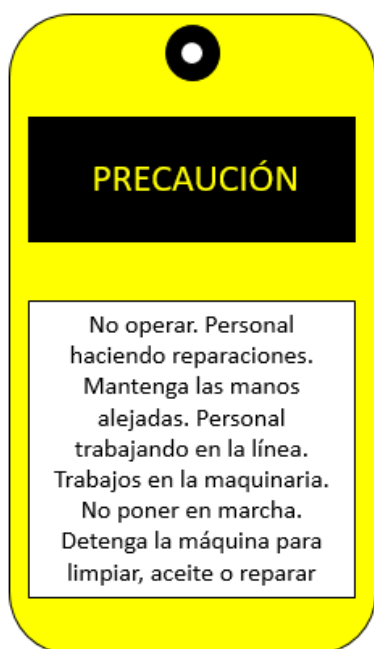 PRECAUCIÓN
No operar. Personal
haciendo reparaciones.
Mantenga las manos
alejadas. Personal
trabajando en la línea.
Trabajos en la maquinaria.
No poner en marcha.
Detenga la máquina para
limpiar, aceite o reparar